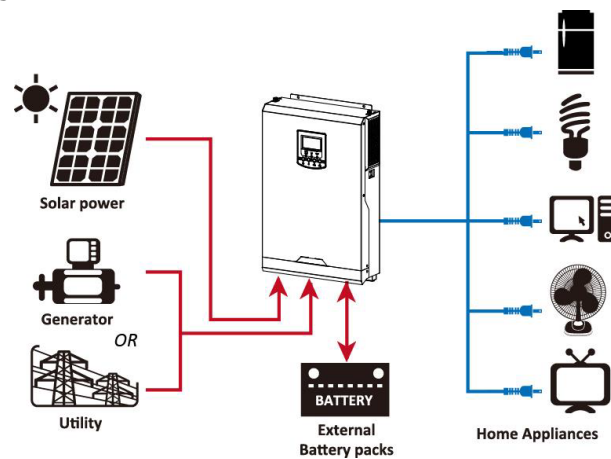 Solar power
Generator
OR
Utility
BATTERY
External
Battery packs
Home Appliances